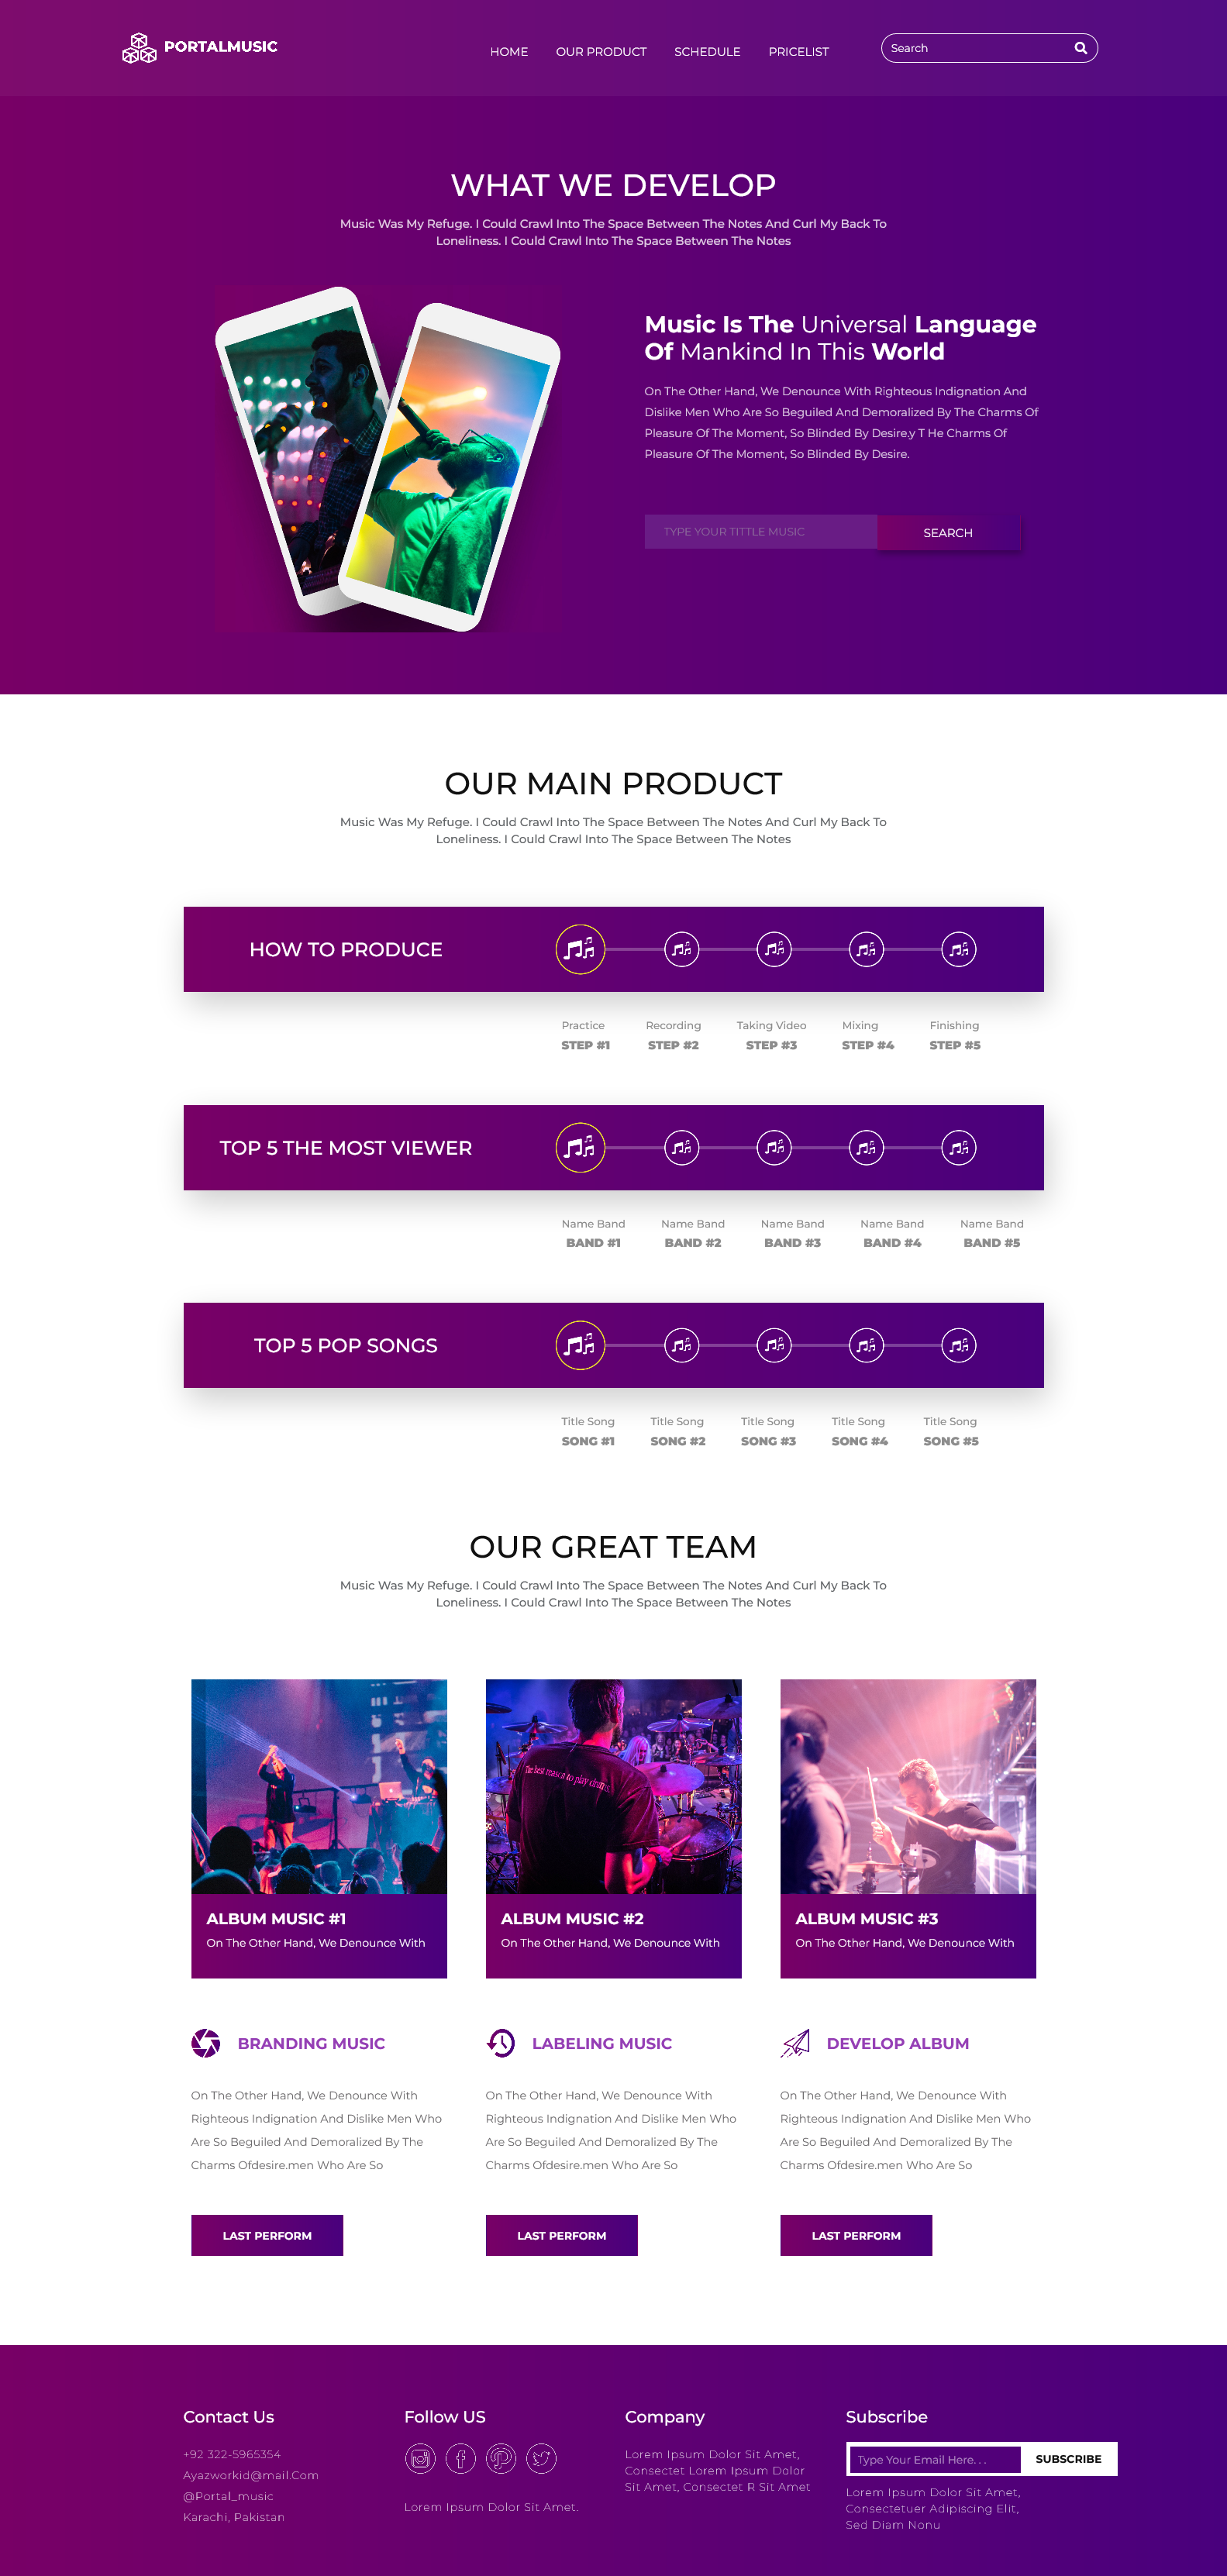 PORTALMUSIC
HOME OUR PRODUCT SCHEDULE PRICELIST
Search
WHAT WE DEVELOP
Music Was My Refuge. I Could Crawl Into The Space Between The Notes And Curl My Back To
Loneliness. I Could Crawl Into The Space Between The Notes
Music Is The Universal Language
Of Mankind In This World
On The Other Hand, We Denounce With Righteous Indignation And
Dislike Men Who Are So Beguiled And Demoralized By The Charms Of
Pleasure Of The Moment, So Blinded By Desire,y T He Charms Of
Pleasure Of The Moment, So Blinded By Desire.
TYPE YOUR TITTLE MUSIC
SEARCH
OUR MAIN PRODUCT
Music Was My Refuge. I Could Crawl Into The Space Between The Notes And Curl My Back To
Loneliness. I Could Crawl Into The Space Between The Notes
HOW TO PRODUCE
Practice Recording Taking Video Mixing Finishing
STEP #1 STEP #2 STEP #3 STEP #4 STEP #5
TOP 5 THE MOST VIEWER
Name Band Name Band Name Band Name Band Name Band
BAND #1 BAND #2 BAND #3 BAND #4 BAND #5
TOP 5 POP SONGS
Title Song Title Song Title Song Title Song Title Song
SONG #1 SONG #2 SONG #3 SONG #4 SONG #5
OUR GREAT TEAM
Music Was My Refuge. I Could Crawl Into The Space Between The Notes And Curl My Back To
Loneliness. I Could Crawl Into The Space Between The Notes
The best reason to play drums
ALBUM MUSIC #1
On The Other Hand, We Denounce With
ALBUM MUSIC #2
On The Other Hand, We Denounce With
ALBUM MUSIC #3
On The Other Hand, We Denounce With
BRANDING MUSIC
On The Other Hand, We Denounce With
Righteous Indignation And Dislike Men Who
Are So Beguiled And Demoralized By The
Charms Ofdesire.men Who Are So
LAST PERFORM
LABELING MUSIC
On The Other Hand, We Denounce With
Righteous Indignation And Dislike Men Who
Are So Beguiled And Demoralized By The
Charms Ofdesire.men Who Are So
LAST PERFORM
DEVELOP ALBUM
On The Other Hand, We Denounce With
Righteous Indignation And Dislike Men Who
Are So Beguiled And Demoralized By The
Charms Ofdesire.men Who Are So
LAST PERFORM
Contact Us
+92 322-5965354
Ayazworkid@mail.Com
@Portal_music
Karachi, Pakistan
Follow US
Lorem Ipsum Dolor Sit Amet.
Company
Lorem Ipsum Dolor Sit Amet,
Consectet Lorem Ipsum Dolor
Sit Amet, Consectet R Sit Amet
Subscribe
Type Your Email Here. . .
SUBSCRIBE
Lorem Ipsum Dolor Sit Amet,
Consectetuer Adipiscing Elit,
Sed Diam Nonu